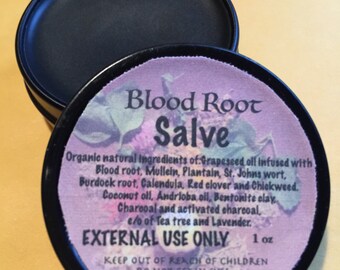 Blood Root
Salve
Organic natural ingredients of:Grapeseed oil infused with
Blood root, Mullein, Plantain, St. Johns wort,
Burdock root, Calendula, Red clover and Chickweed.
Coconut oil, Andrioba oil, Bentonite clay,
Charcoal and activated charcoal,
e/o of Tea tree and Lavender.
EXTERNAL USE ONLY 1 oz
KEEP OUT OF REACH OF CHILDREN